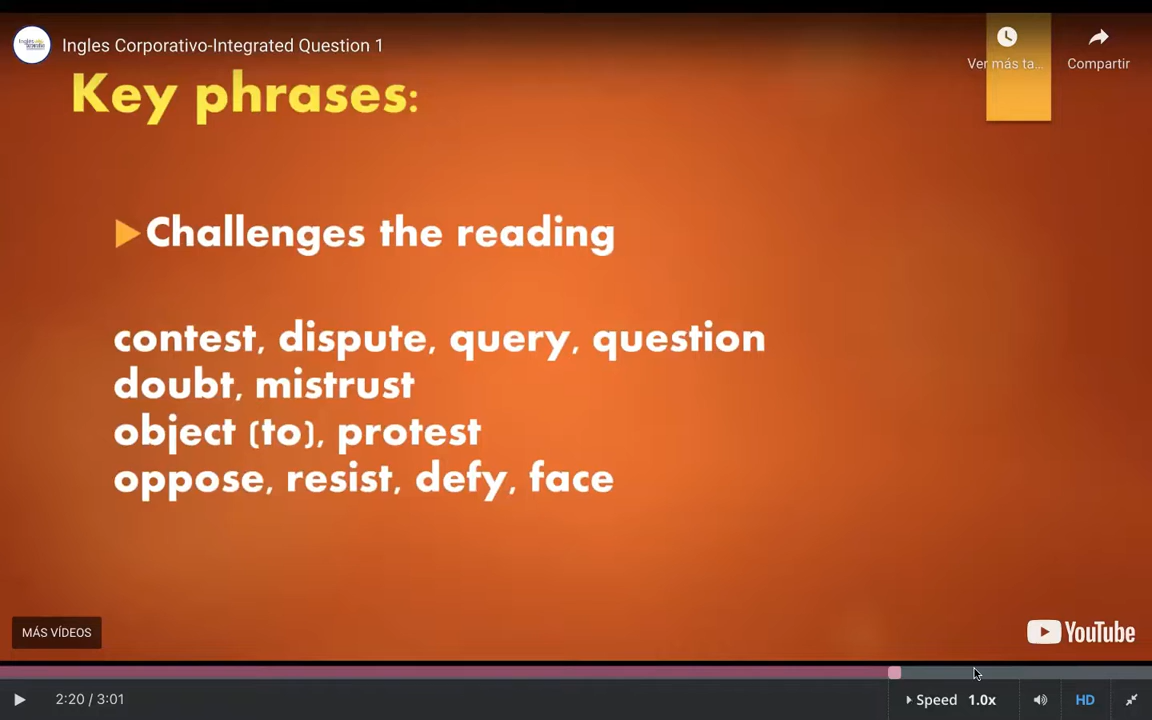 Ingles Corporativo-Integrated Question 1
Ver más ta...
Compartir
Key phrases:
Challenges the reading
contest, dispute, query, question
doubt, mistrust
object (to), protest
oppose, resist, defy, face
MÁS VÍDEOS
YouTube
2:20 / 3:01
Speed 1.0x
HD